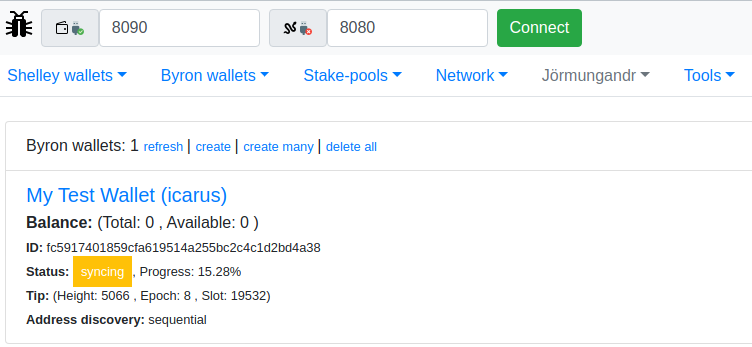 8090 8080 Connect
Shelley wallets Byron wallets Stake-pools Network Jörmungandr Tools
Byron wallets: 1 refresh | create | create many | delete all
My Test Wallet (icarus)
Balance: (Total: 0 , Available: 0 )
ID: fc5917401859cfa619514a255bc2c4c1d2bd4a38
Status: syncing , Progress: 15.28%
Tip: (Height: 5066 , Epoch: 8 , Slot: 19532)
Address discovery: sequential